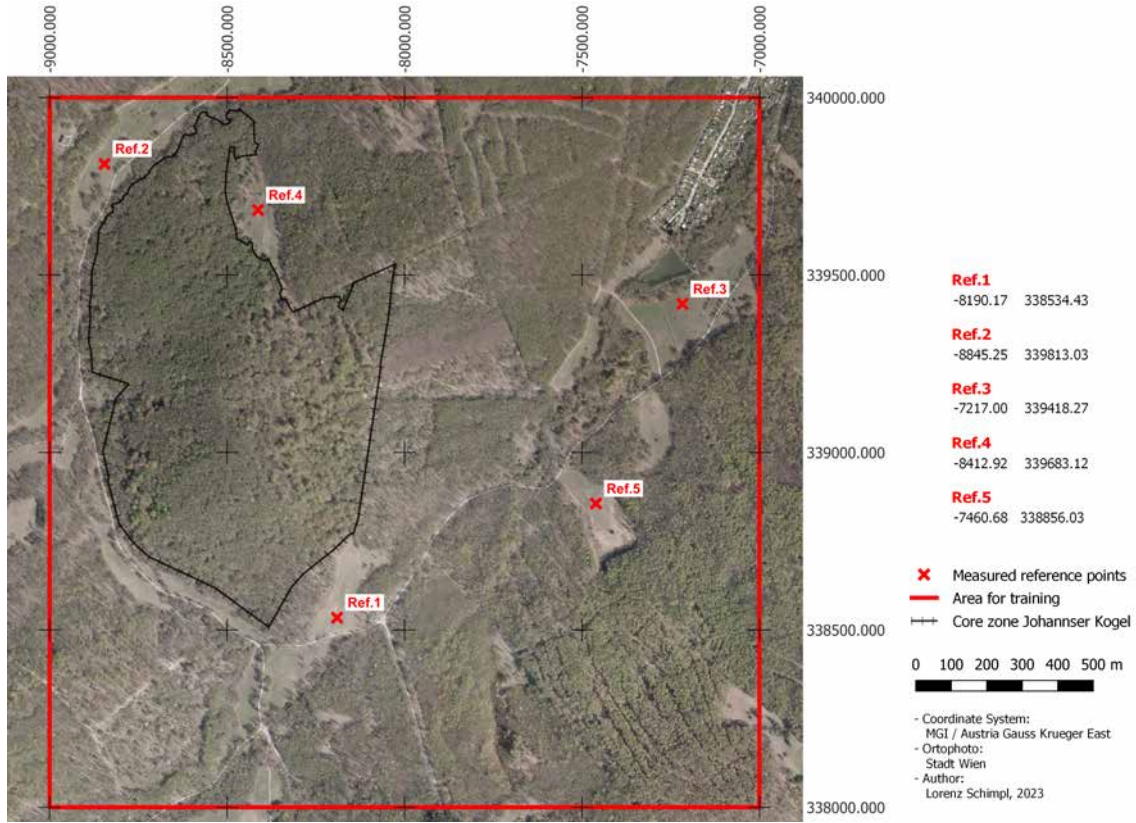 -9000.000
-8500.000
-8000.000
-7500.000
-7000.000
340000.000
339500.000
339000.000
338500.000
338000.000
Ref.2
Ref.4
Ref.3
Ref.5
Ref.1
Ref.1
-8190.17 338534.43
Ref.2
-8845.25 339813.03
Ref.3
-7217.00 339418.27
Ref.4
-8412.92 339683.12
Ref.5
-7460.68 338856.03
Measured reference points
Area for training
Core zone Johannser Kogel
0 100 200 300 400 500 m
- Coordinate System:
MGI / Austria Gauss Krueger East
- Ortophoto:
Stadt Wien
- Author:
Lorenz Schimpl, 2023